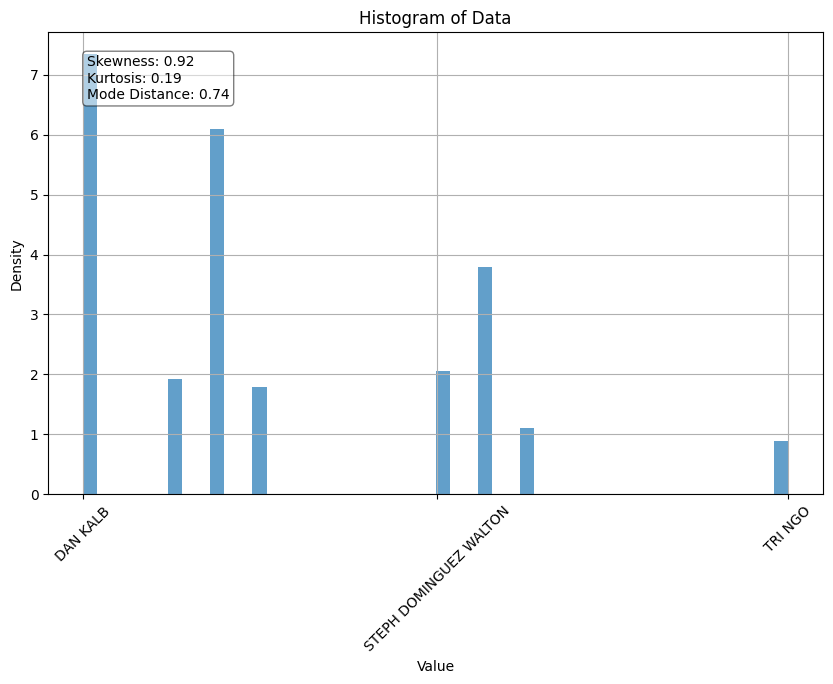 Histogram of Data
Skewness: 0.92
Kurtosis: 0.19
Mode Distance: 0.74
7
6
5
4
3
2
1
0
Density
DAN KALB
STEPH DOMINGUEZ WALTON
TRI NGO
Value